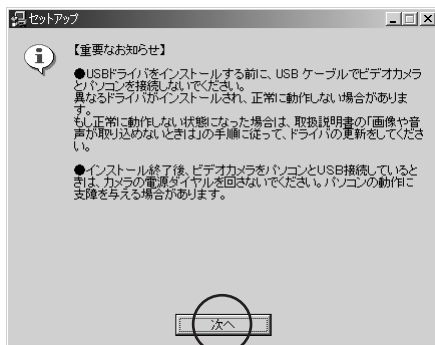 セットアップ
【重要なお知らせ】
●USBドライバをインストールする前に、USB ケーブルでビデオカメラ
とパソコンを接続しないでください。
異なるドライバがインストールされ、正常に動作しない場合がありま
す。
もし正常に動作しない状態になった場合は、取扱説明書の「画像や音
声が取り込めないときは」の手順に従って、ドライバの更新をしてくださ
い。
●インストール終了後、ビデオカメラをパソコンとUSB接続していると
きは、カメラの電源ダイヤルを回さないでください。パソコンの動作に
支障を与える場合があります。
次へ